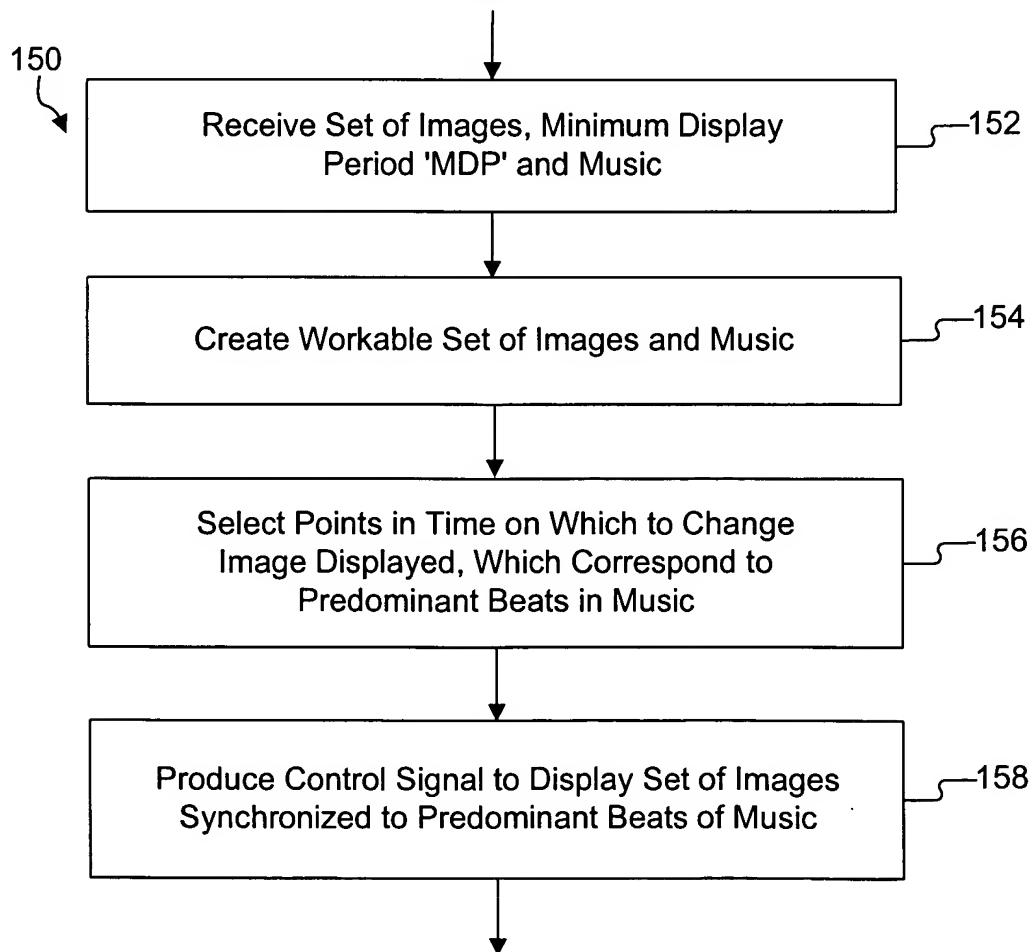 150
Receive Set of Images, Minimum Display
Period 'MDP' and Music
152
Create Workable Set of Images and Music
154
Select Points in Time on Which to Change
Image Displayed, Which Correspond to
Predominant Beats in Music
156
Produce Control Signal to Display Set of Images
Synchronized to Predominant Beats of Music
158